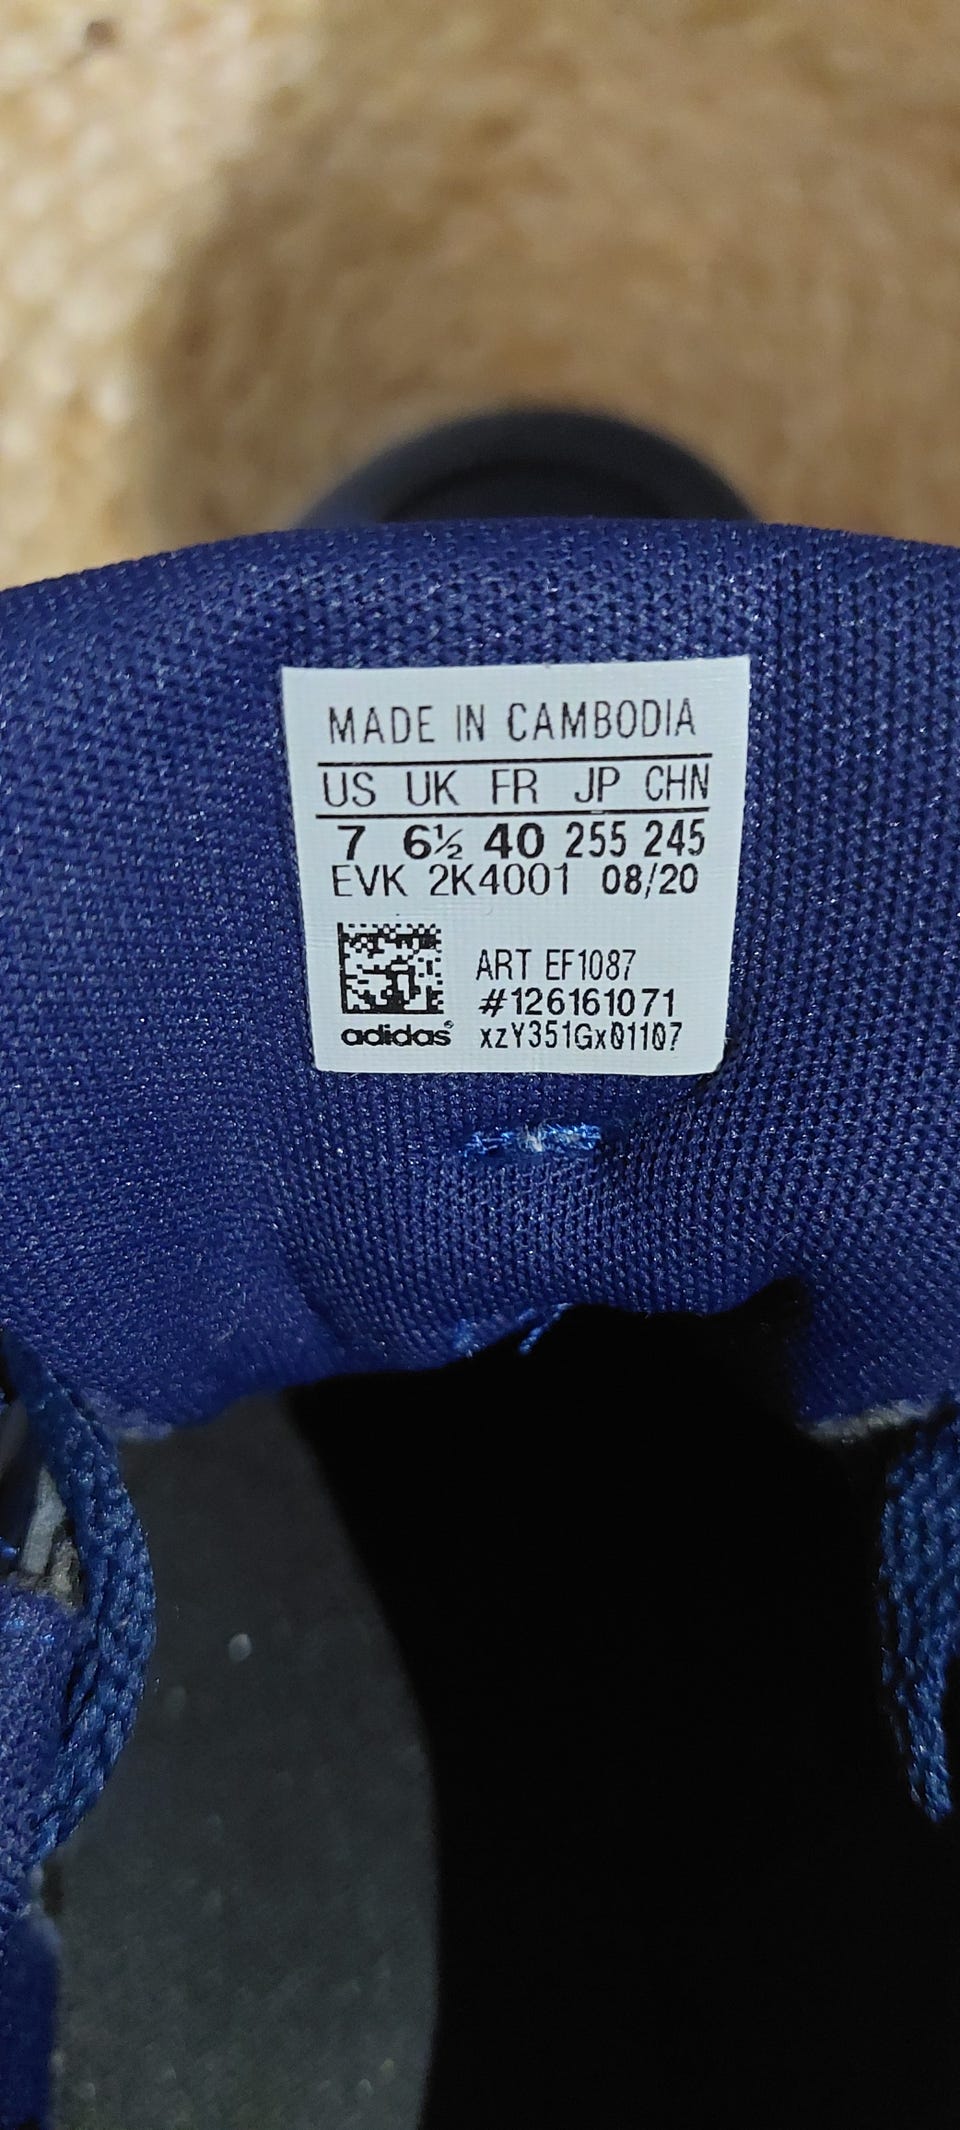 MADE IN CAMBODIA
US UK FR JP CHN
7 6½ 40 255 245
EVK 2K4001 08/20
ART EF1087
#126161071
adidas® xzY351Gx01107